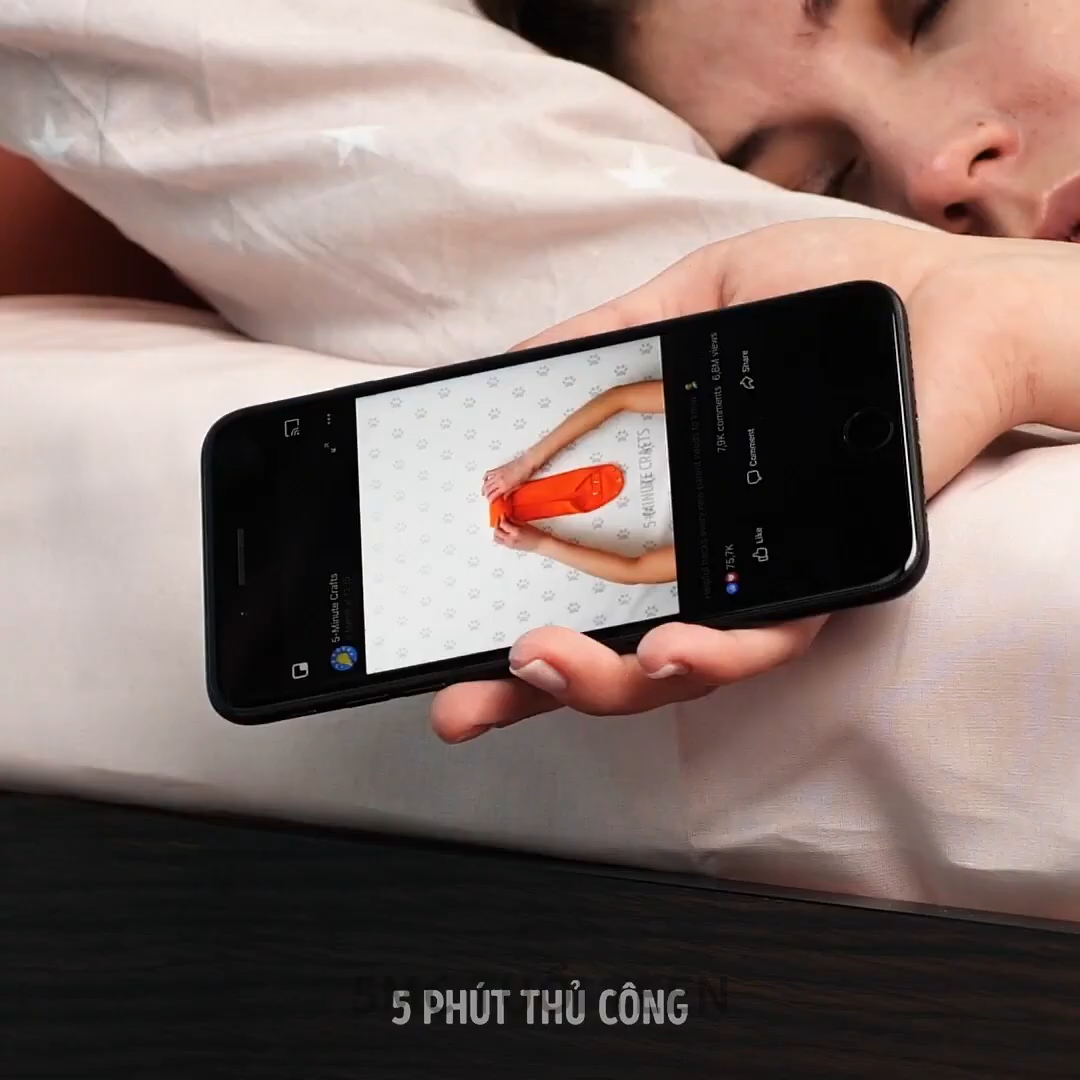 5-Minute Crafts
5-MINUTE CRAFTS
75,7K
7,9K comments 6,8M views
Like
Comment
Share
5 PHÚT THỦ CÔNG